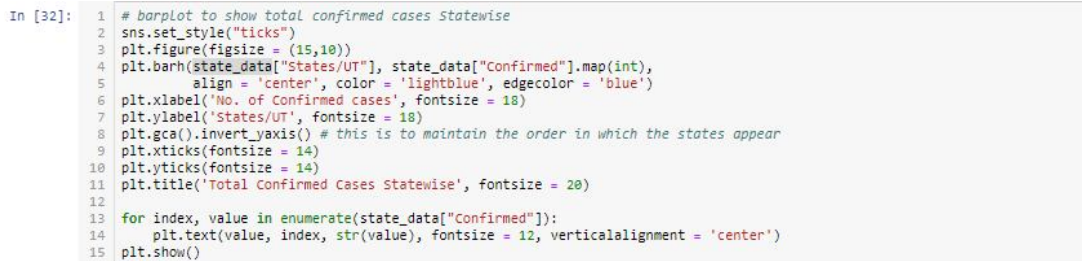 In [32]:
1 # barplot to show total confirmed cases Statewise
2 sns.set_style("ticks")
3 plt.figure(figsize = (15,10))
4 plt.barh(state_data["States/UT"], state_data["Confirmed"].map(int),
5         align = 'center', color = 'lightblue', edgecolor = 'blue')
6 plt.xlabel('No. of Confirmed cases', fontsize = 18)
7 plt.ylabel('States/UT', fontsize = 18)
8 plt.gca().invert_yaxis() # this is to maintain the order in which the states appear
9 plt.xticks(fontsize = 14)
10 plt.yticks(fontsize = 14)
11 plt.title('Total Confirmed Cases Statewise', fontsize = 20)
12
13 for index, value in enumerate(state_data["Confirmed"]):
14     plt.text(value, index, str(value), fontsize = 12, verticalalignment = 'center')
15 plt.show()